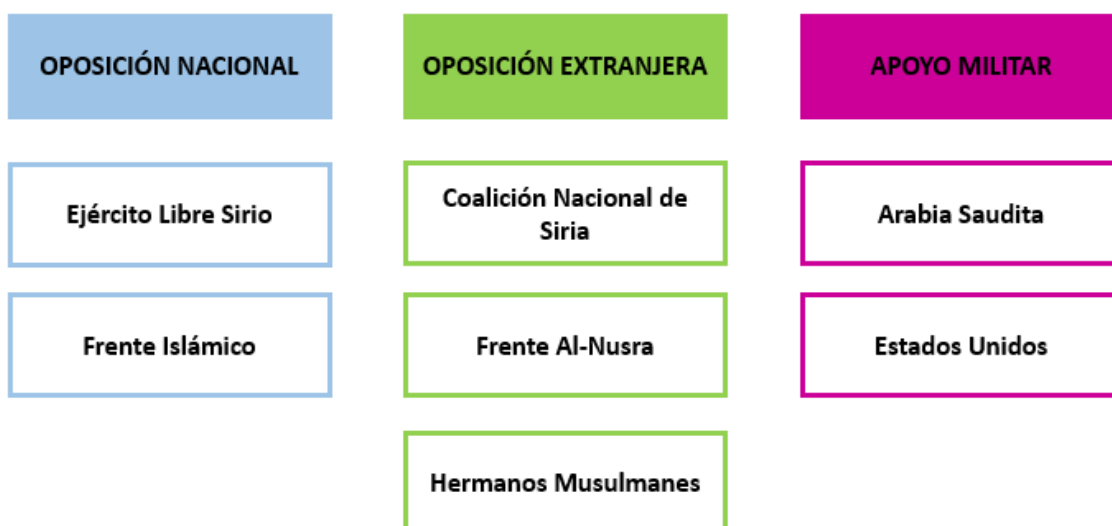 OPOSICIÓN NACIONAL
OPOSICIÓN EXTRANJERA
APOYO MILITAR
Ejército Libre Sirio
Coalición Nacional de
Siria
Arabia Saudita
Frente Islámico
Frente Al-Nusra
Estados Unidos
Hermanos Musulmanes